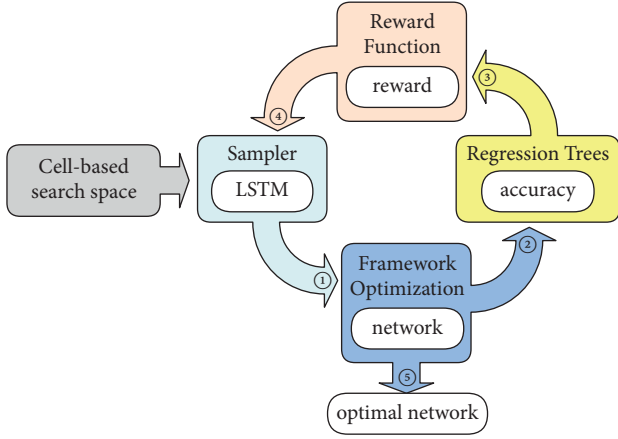 Reward
Function
reward
④
③
Cell-based
search space
Sampler
LSTM
Regression Trees
accuracy
①
②
Framework
Optimization
network
⑤
optimal network